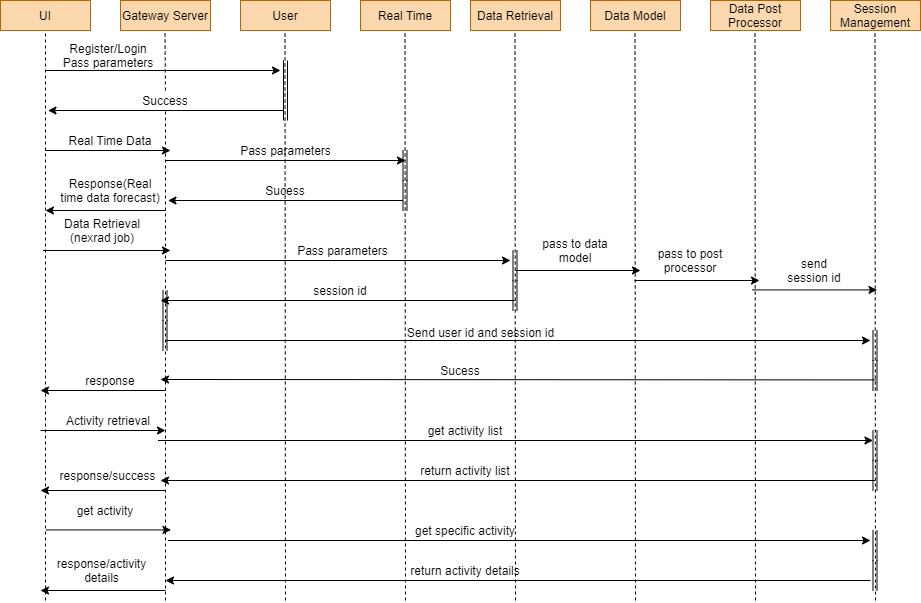 UI
Gateway Server
User
Real Time
Data Retrieval
Data Model
Data Post
Processor
Session
Management
Register/Login
Pass parameters
Success
Real Time Data
Pass parameters
Response(Real
time data forecast)
Sucess
Data Retrieval
(nexrad job)
Pass parameters
pass to data
model
pass to post
processor
send
session id
session id
Send user id and session id
Sucess
response
Activity retrieval
get activity list
return activity list
response/success
get activity
get specific activity
response/activity
details
return activity details